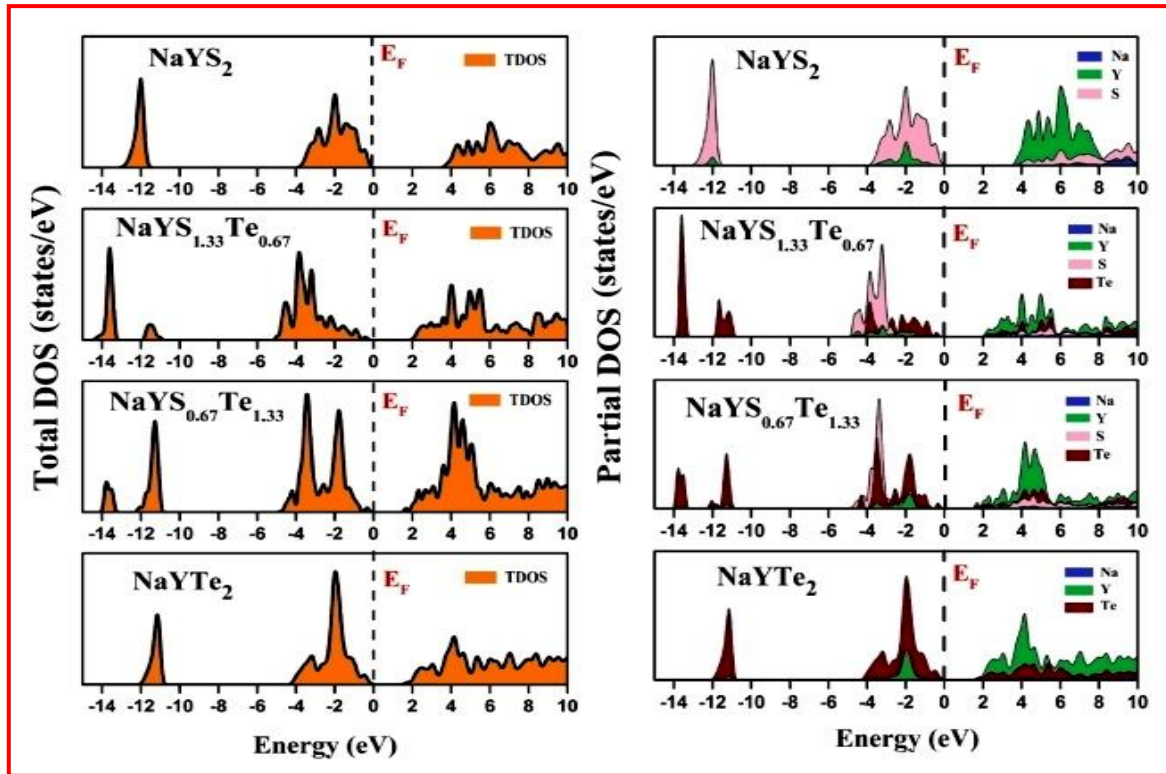 Total DOS (states/eV)
NaYS2
EF
TDOS
-14 -12 -10 -8 -6 -4 -2 0 2 4 6 8 10
NaYS1.33Te0.67
EF
TDOS
-14 -12 -10 -8 -6 -4 -2 0 2 4 6 8 10
NaYS0.67Te1.33
EF
TDOS
-14 -12 -10 -8 -6 -4 -2 0 2 4 6 8 10
NaYTe2
EF
TDOS
-14 -12 -10 -8 -6 -4 -2 0 2 4 6 8 10
Energy (eV)
Partial DOS (states/eV)
NaYS2
EF
Na
Y
S
-14 -12 -10 -8 -6 -4 -2 0 2 4 6 8 10
NaYS1.33Te0.67
EF
Na
Y
S
Te
-14 -12 -10 -8 -6 -4 -2 0 2 4 6 8 10
NaYS0.67Te1.33
EF
Na
Y
S
Te
-14 -12 -10 -8 -6 -4 -2 0 2 4 6 8 10
NaYTe2
EF
Na
Y
Te
-14 -12 -10 -8 -6 -4 -2 0 2 4 6 8 10
Energy (eV)